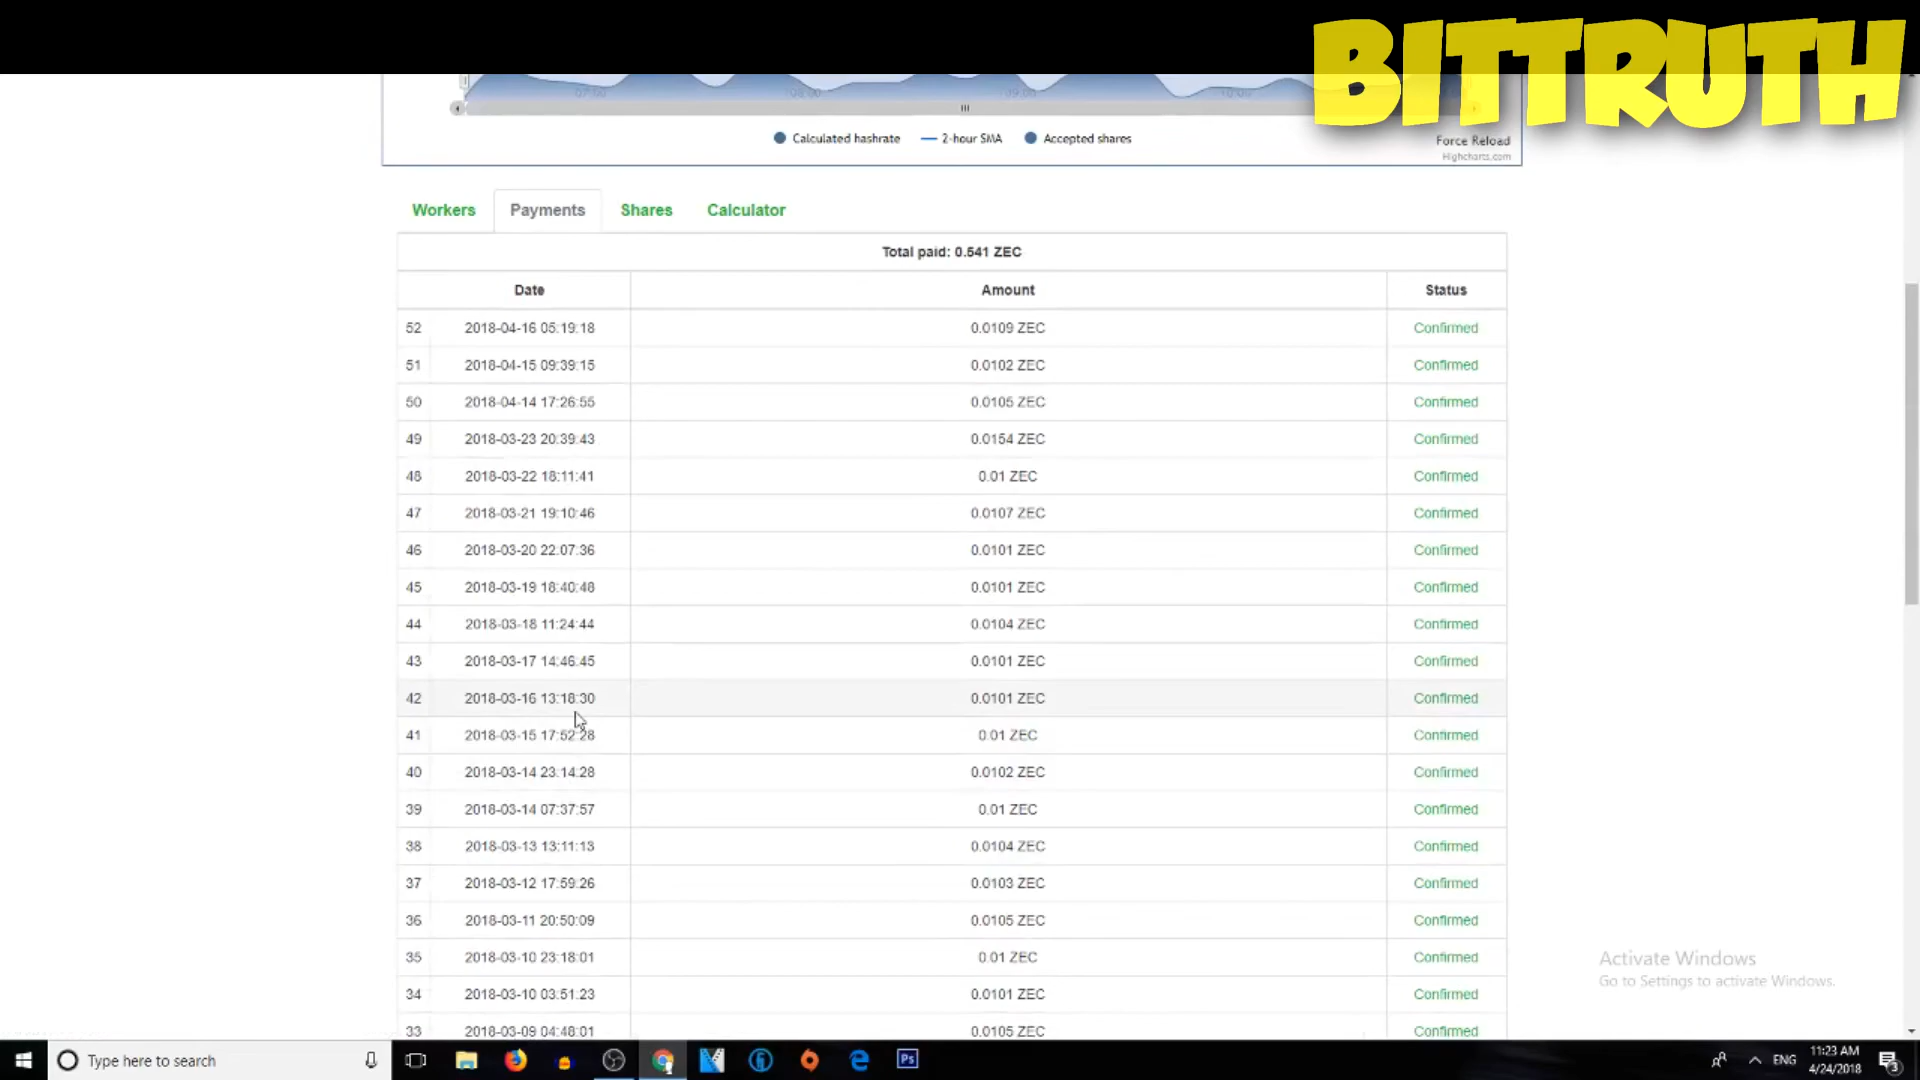 BITTRUTH
07:00 08:00 09:00 10:00
Calculated hashrate 2-hour SMA Accepted shares
Force Reload
Highcharts.com
Workers Payments Shares Calculator
Total paid: 0.541 ZEC
Date Amount Status
52 2018-04-16 05:19:18 0.0109 ZEC Confirmed
51 2018-04-15 09:39:15 0.0102 ZEC Confirmed
50 2018-04-14 17:26:55 0.0105 ZEC Confirmed
49 2018-03-23 20:39:43 0.0154 ZEC Confirmed
48 2018-03-22 18:11:41 0.01 ZEC Confirmed
47 2018-03-21 19:10:46 0.0107 ZEC Confirmed
46 2018-03-20 22:07:36 0.0101 ZEC Confirmed
45 2018-03-19 18:40:48 0.0101 ZEC Confirmed
44 2018-03-18 11:24:44 0.0104 ZEC Confirmed
43 2018-03-17 14:46:45 0.0101 ZEC Confirmed
42 2018-03-16 13:18:30 0.0101 ZEC Confirmed
41 2018-03-15 17:52:28 0.01 ZEC Confirmed
40 2018-03-14 23:14:28 0.0102 ZEC Confirmed
39 2018-03-14 07:37:57 0.01 ZEC Confirmed
38 2018-03-13 13:11:13 0.0104 ZEC Confirmed
37 2018-03-12 17:59:26 0.0103 ZEC Confirmed
36 2018-03-11 20:50:09 0.0105 ZEC Confirmed
35 2018-03-10 23:18:01 0.01 ZEC Confirmed
34 2018-03-10 03:51:23 0.0101 ZEC Confirmed
33 2018-03-09 04:48:01 0.0105 ZEC Confirmed
Activate Windows
Go to Settings to activate Windows.
Type here to search
Ps
ENG
11:23 AM
4/24/2018
3